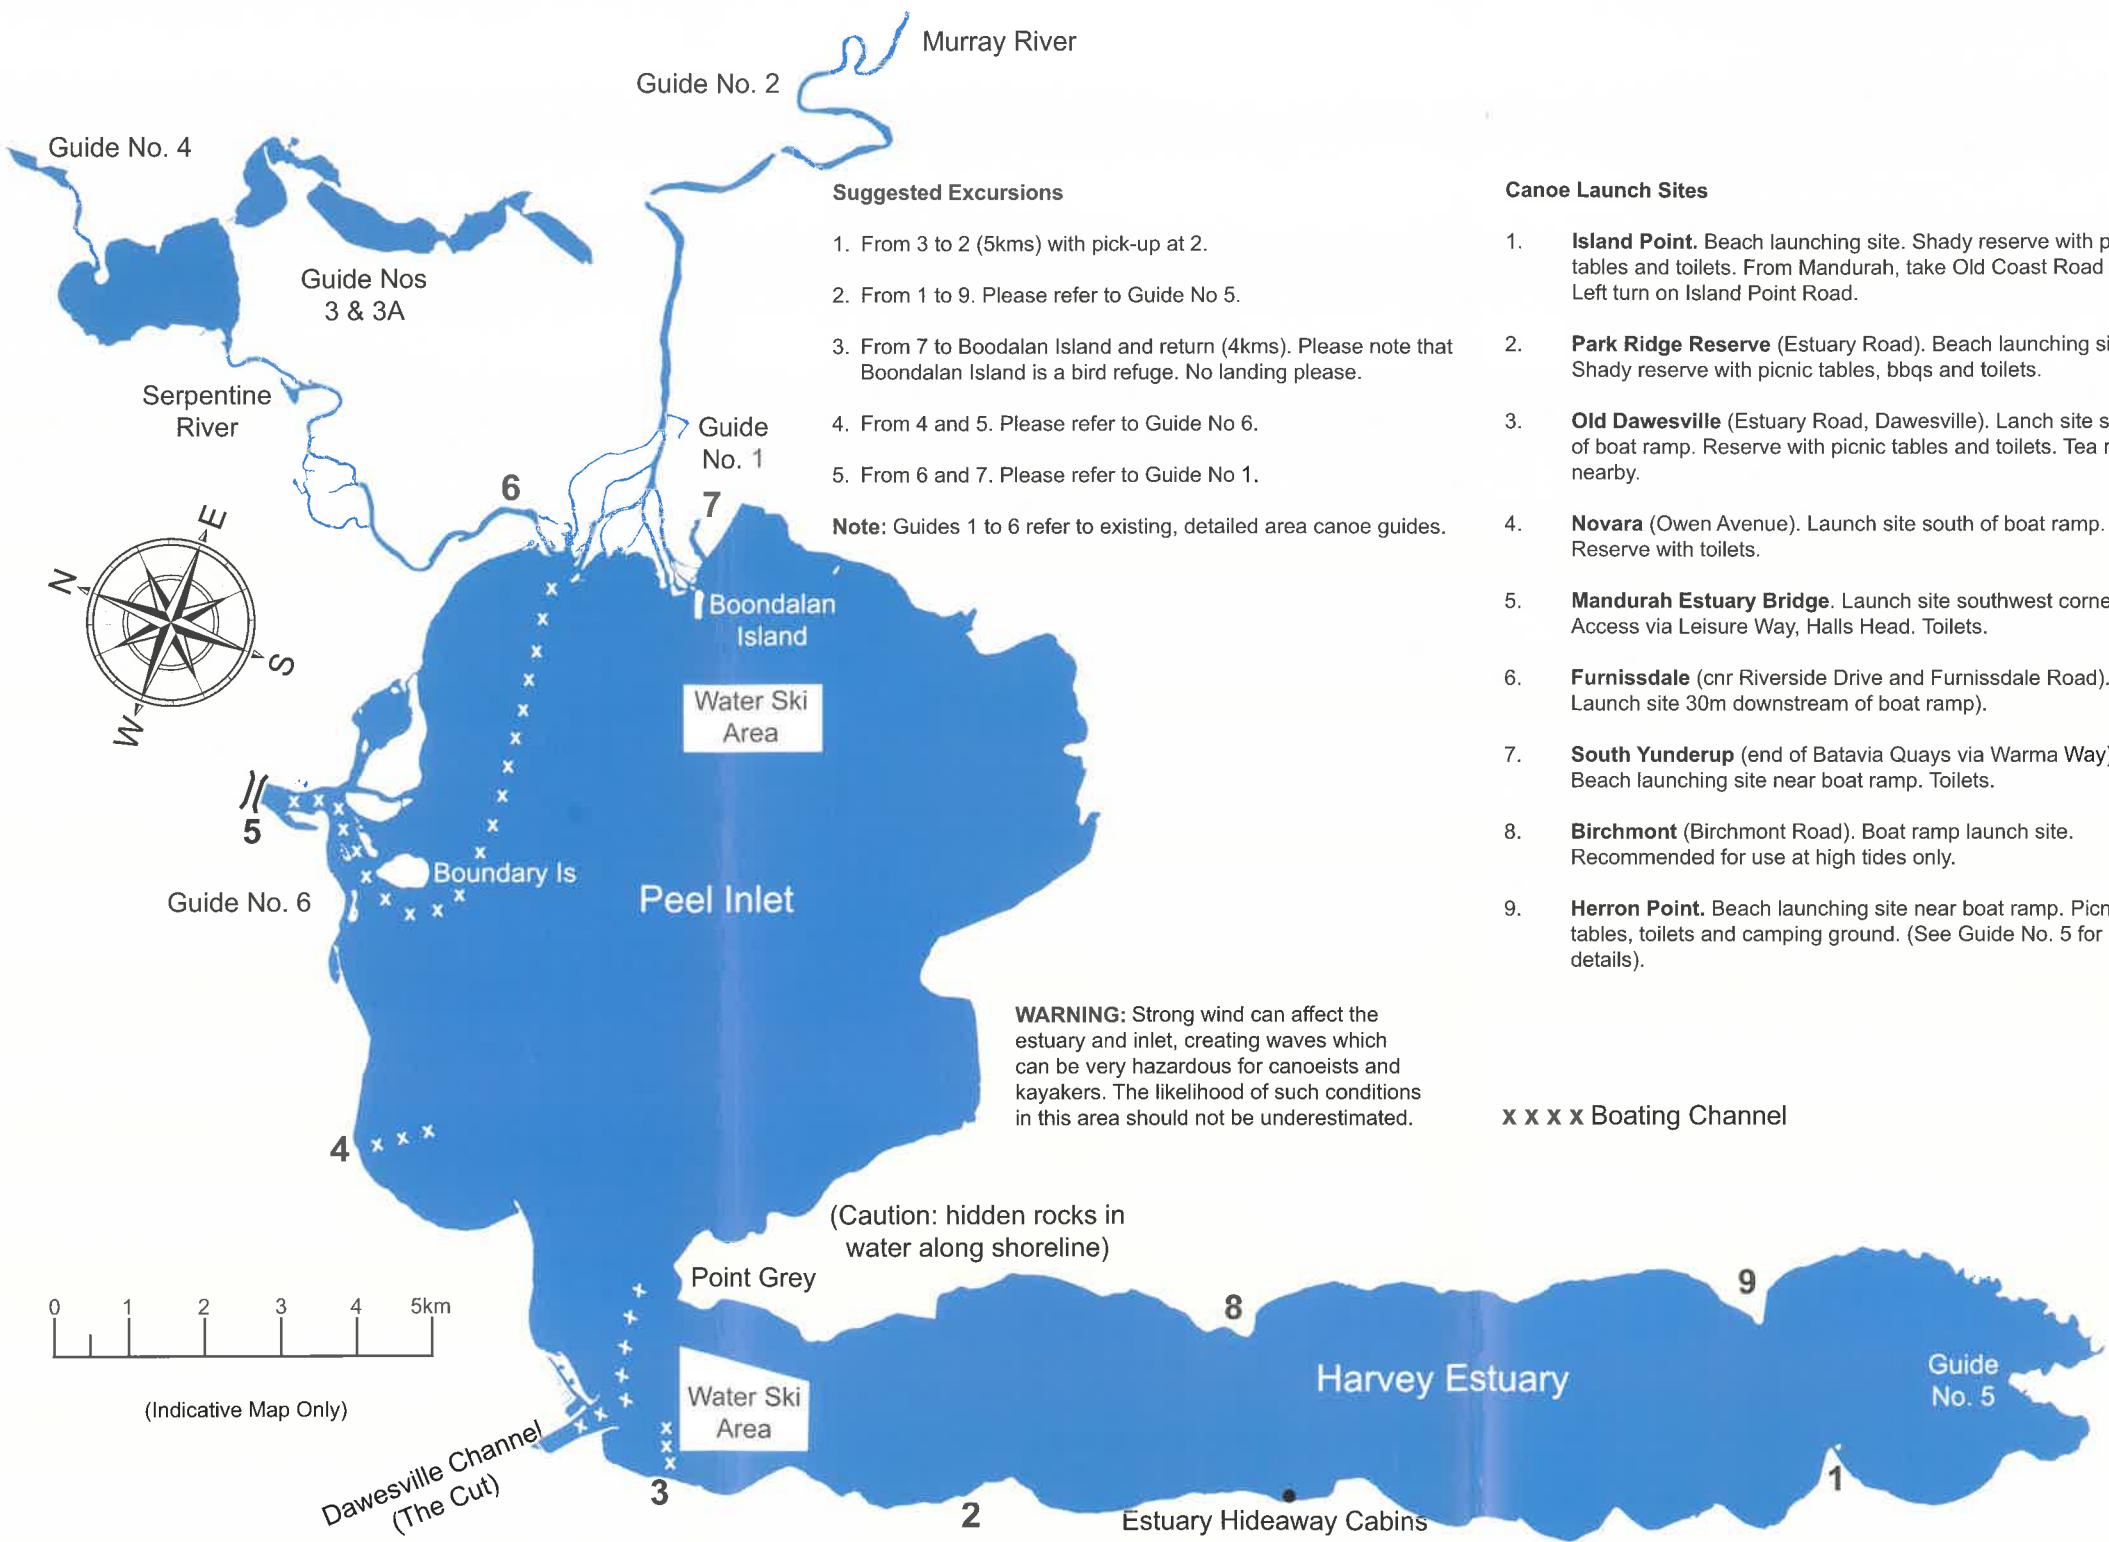 Murray River
Guide No. 2
Guide No. 4
Guide Nos
3 & 3A
Serpentine
River
Guide
No. 1
6
7
N
E
S
W
Suggested Excursions
1. From 3 to 2 (5kms) with pick-up at 2.
2. From 1 to 9. Please refer to Guide No 5.
3. From 7 to Boodalan Island and return (4kms). Please note that
Boondalan Island is a bird refuge. No landing please.
4. From 4 and 5. Please refer to Guide No 6.
5. From 6 and 7. Please refer to Guide No 1.
Note: Guides 1 to 6 refer to existing, detailed area canoe guides.
Canoe Launch Sites
1. Island Point. Beach launching site. Shady reserve with p
tables and toilets. From Mandurah, take Old Coast Road
Left turn on Island Point Road.
2. Park Ridge Reserve (Estuary Road). Beach launching si
Shady reserve with picnic tables, bbqs and toilets.
3. Old Dawesville (Estuary Road, Dawesville). Lanch site s
of boat ramp. Reserve with picnic tables and toilets. Tea r
nearby.
4. Novara (Owen Avenue). Launch site south of boat ramp.
Reserve with toilets.
5. Mandurah Estuary Bridge. Launch site southwest corne
Access via Leisure Way, Halls Head. Toilets.
6. Furnissdale (cnr Riverside Drive and Furnissdale Road).
Launch site 30m downstream of boat ramp).
7. South Yunderup (end of Batavia Quays via Warma Way)
Beach launching site near boat ramp. Toilets.
8. Birchmont (Birchmont Road). Boat ramp launch site.
Recommended for use at high tides only.
9. Herron Point. Beach launching site near boat ramp. Picn
tables, toilets and camping ground. (See Guide No. 5 for
details).
Boondalan
Island
Water Ski
Area
5
Boundary Is
Guide No. 6
Peel Inlet
WARNING: Strong wind can affect the
estuary and inlet, creating waves which
can be very hazardous for canoeists and
kayakers. The likelihood of such conditions
in this area should not be underestimated.
x x x x Boating Channel
4
(Caution: hidden rocks in
water along shoreline)
Point Grey
0 1 2 3 4 5km
(Indicative Map Only)
8
9
Harvey Estuary
Guide
No. 5
Water Ski
Area
Dawesville Channel
(The Cut)
3
2
Estuary Hideaway Cabins
1